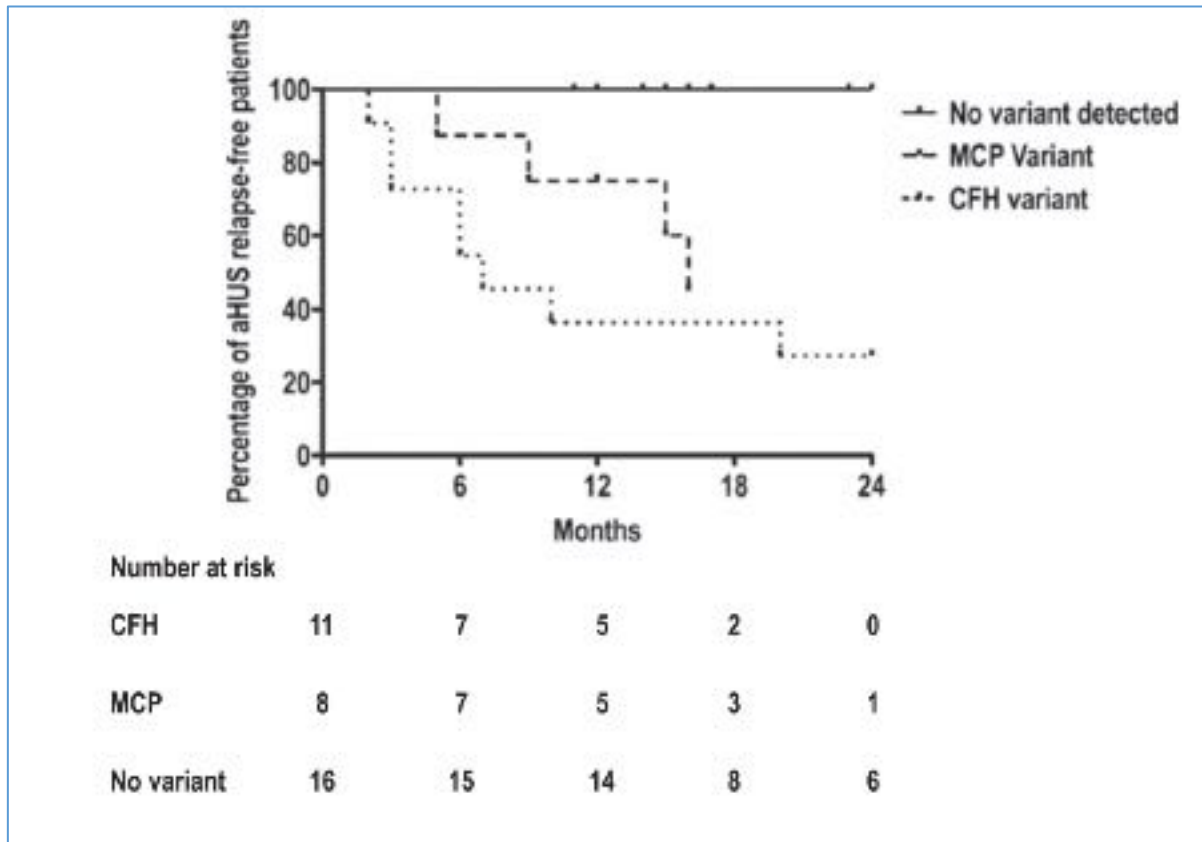 Percentage of aHUS relapse-free patients
100
80
60
40
20
0
0 6 12 18 24
Months
No variant detected
MCP Variant
CFH variant
Number at risk
CFH 11 7 5 2 0
MCP 8 7 5 3 1
No variant 16 15 14 8 6